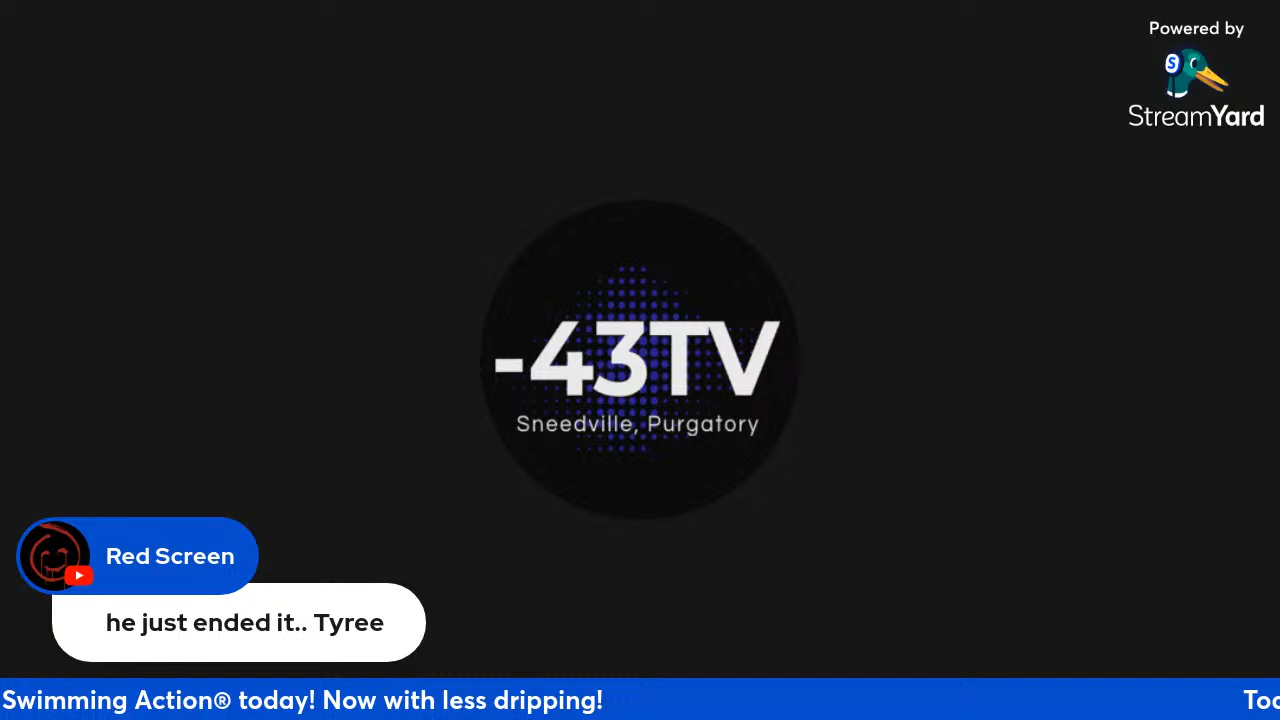 Powered by
S
StreamYard
-43TV
Sneedville, Purgatory
Red Screen
he just ended it.. Tyree
Swimming Action® today! Now with less dripping!